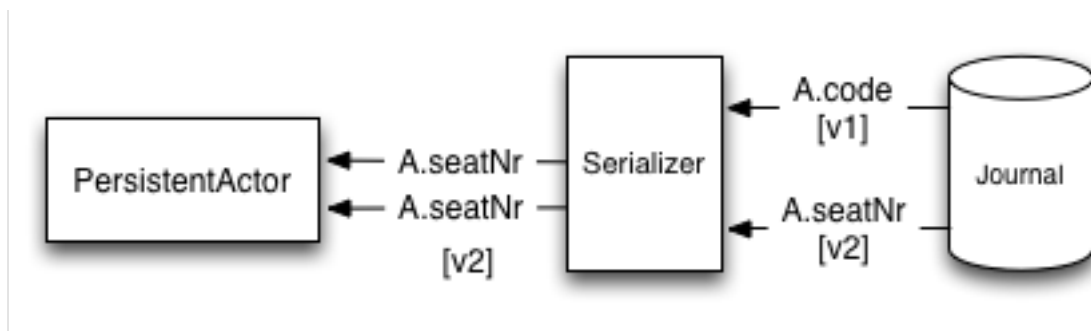 PersistentActor
A.seatNr
A.seatNr
[v2]
Serializer
A.code
[v1]
A.seatNr
[v2]
Journal